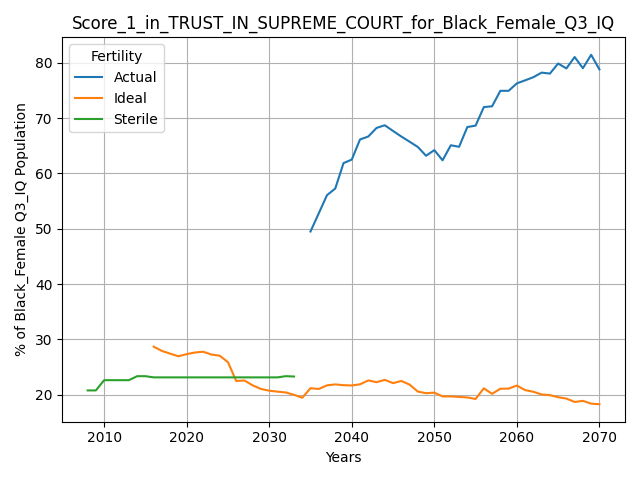 Score_1_in_TRUST_IN_SUPREME_COURT_for_Black_Female_Q3_IQ
Fertility
Actual
Ideal
Sterile
% of Black_Female Q3_IQ Population
80
70
60
50
40
30
20
2010 2020 2030 2040 2050 2060 2070
Years